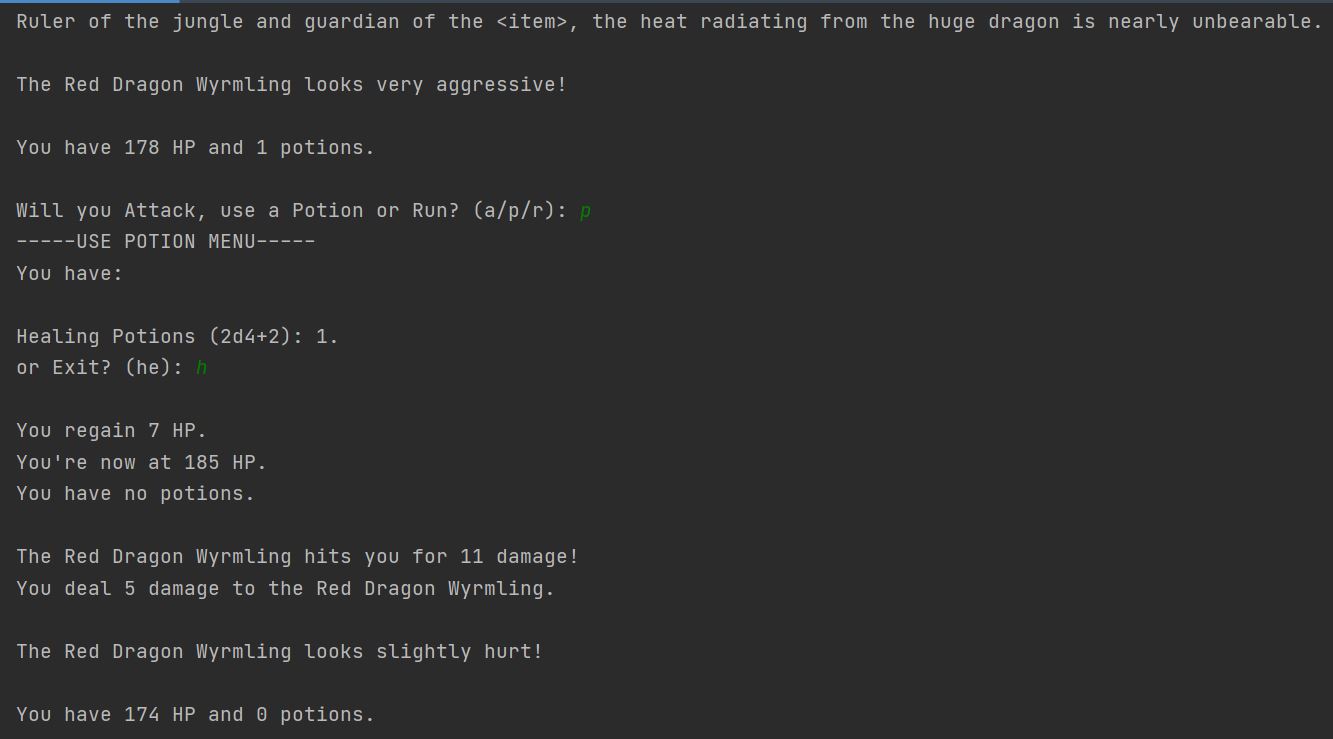 Ruler of the jungle and guardian of the <item>, the heat radiating from the huge dragon is nearly unbearable.
The Red Dragon Wyrmling looks very aggressive!
You have 178 HP and 1 potions.
Will you Attack, use a Potion or Run? (a/p/r): p
-----USE POTION MENU-----
You have:
Healing Potions (2d4+2): 1.
or Exit? (he): h
You regain 7 HP.
You're now at 185 HP.
You have no potions.
The Red Dragon Wyrmling hits you for 11 damage!
You deal 5 damage to the Red Dragon Wyrmling.
The Red Dragon Wyrmling looks slightly hurt!
You have 174 HP and 0 potions.